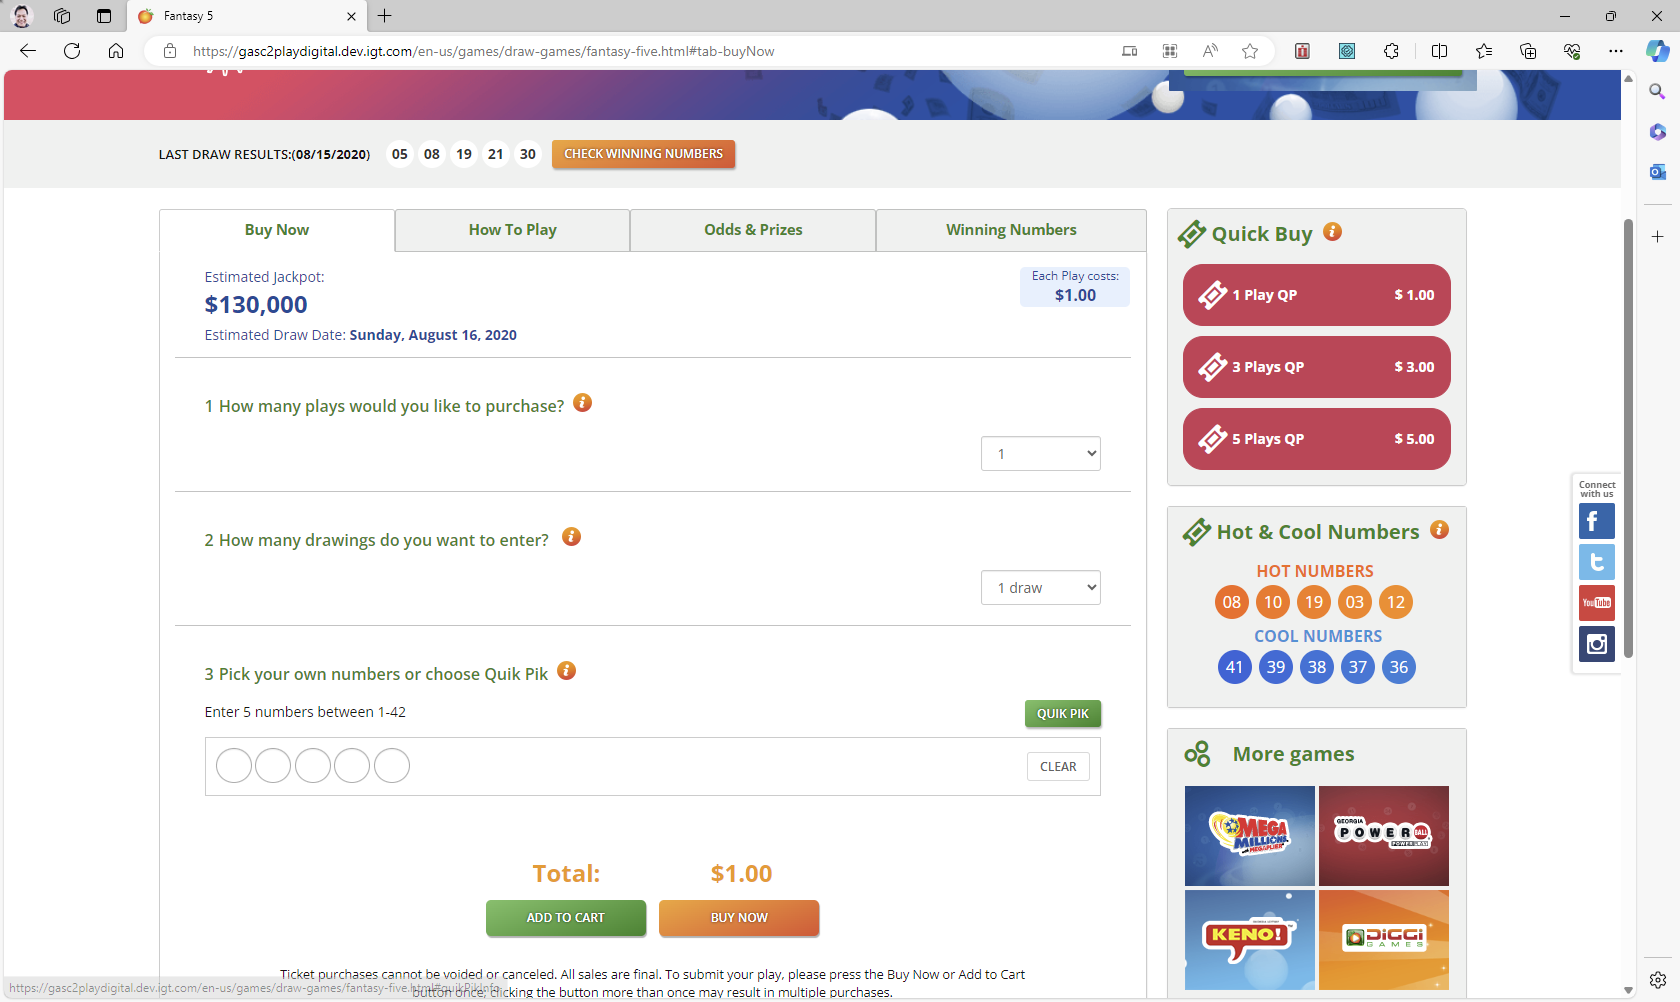 Fantasy 5
https://gasc2playdigital.dev.igt.com/en-us/games/draw-games/fantasy-five.html#tab-buyNow
LAST DRAW RESULTS:(08/15/2020) 05 08 19 21 30 CHECK WINNING NUMBERS
Buy Now How To Play Odds & Prizes Winning Numbers
Estimated Jackpot:
$130,000
Estimated Draw Date: Sunday, August 16, 2020
Each Play costs:
$1.00
1 How many plays would you like to purchase?
1
2 How many drawings do you want to enter?
1 draw
3 Pick your own numbers or choose Quik Pik
Enter 5 numbers between 1-42
QUIK PIK
CLEAR
Total: $1.00
ADD TO CART BUY NOW
Ticket purchases cannot be voided or canceled. All sales are final. To submit your play, please press the Buy Now or Add to Cart
button once, clicking the button more than once may result in multiple purchases.
Quick Buy
1 Play QP $ 1.00
3 Plays QP $ 3.00
5 Plays QP $ 5.00
Hot & Cool Numbers
HOT NUMBERS
08 10 19 03 12
COOL NUMBERS
41 39 38 37 36
More games
MEGA
MILLIONS
MEGAPLIER
GEORGIA
POWERBALL
POWERPLAY
KENO!
DIGGI
GAMES
Connect
with us
You Tube
https://gasc2playdigital.dev.igt.com/en-us/games/draw-games/fantasy-five.html#quikPikInfo